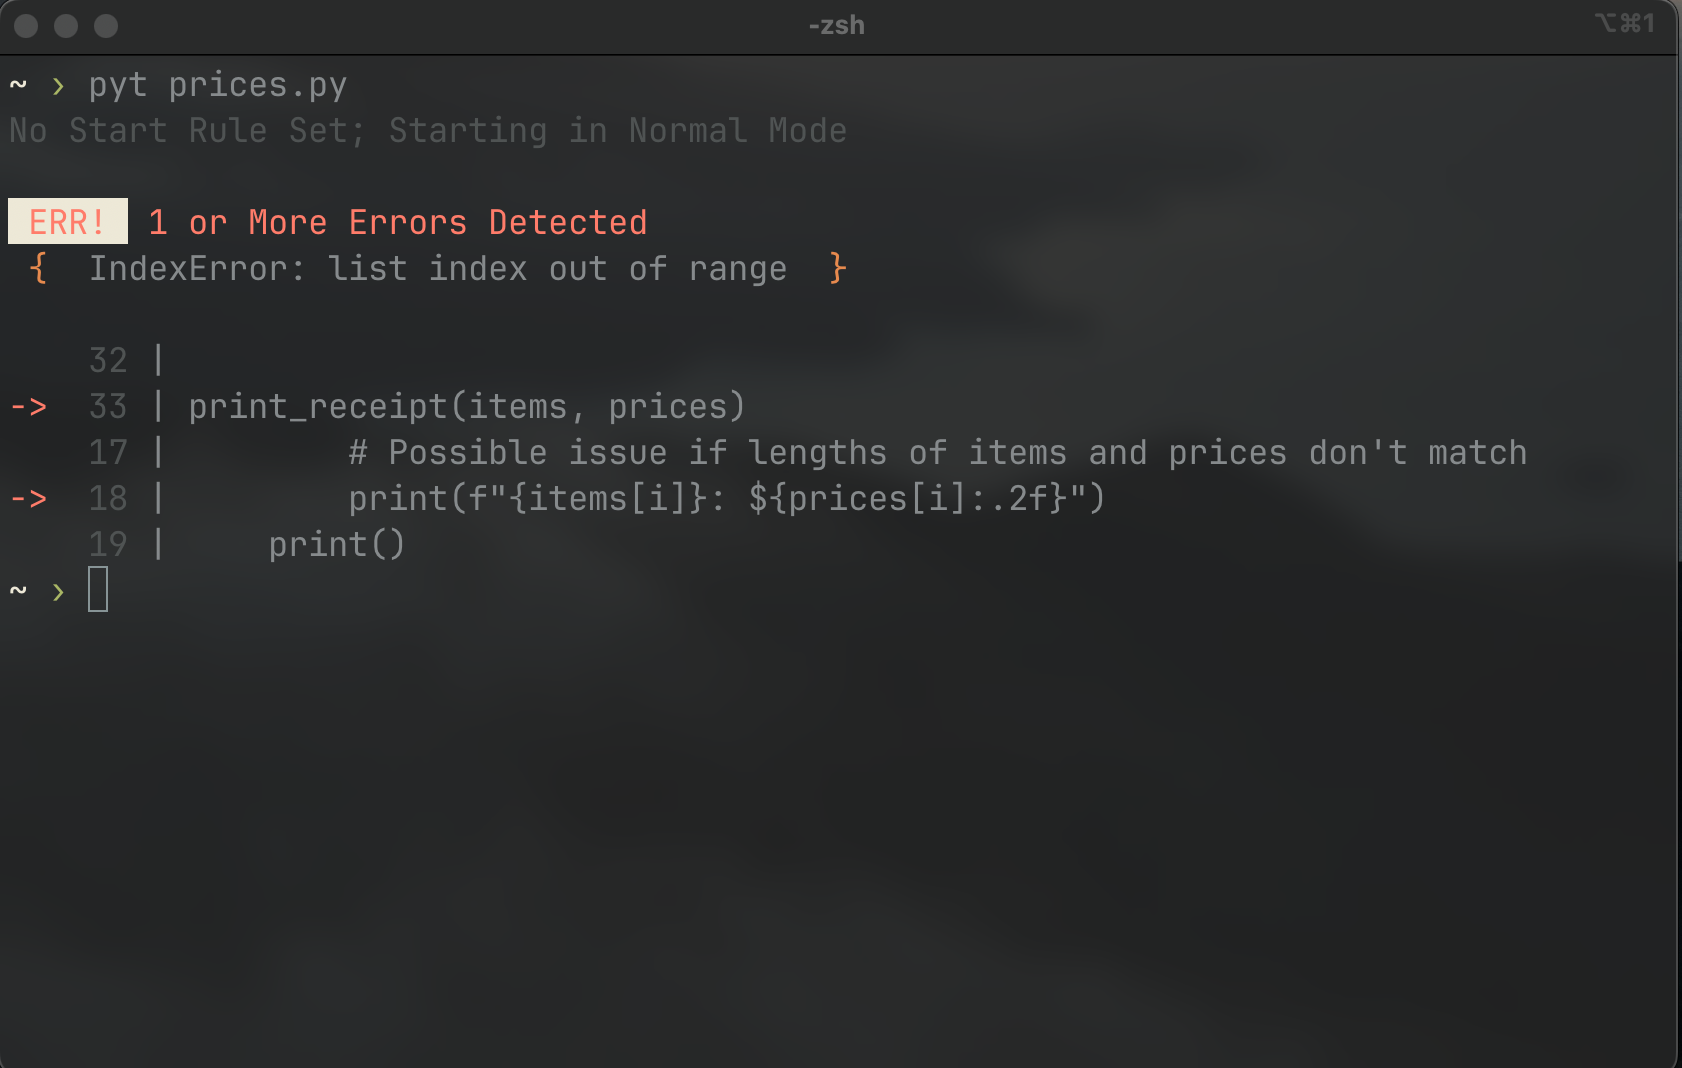 -zsh
⌥⌘1
~ › pyt prices.py
No Start Rule Set; Starting in Normal Mode
ERR! 1 or More Errors Detected
{ IndexError: list index out of range }
32 |
-> 33 | print_receipt(items, prices)
17 |         # Possible issue if lengths of items and prices don't match
-> 18 |         print(f"{items[i]}: ${prices[i]:.2f}")
19 |     print()
~ ›